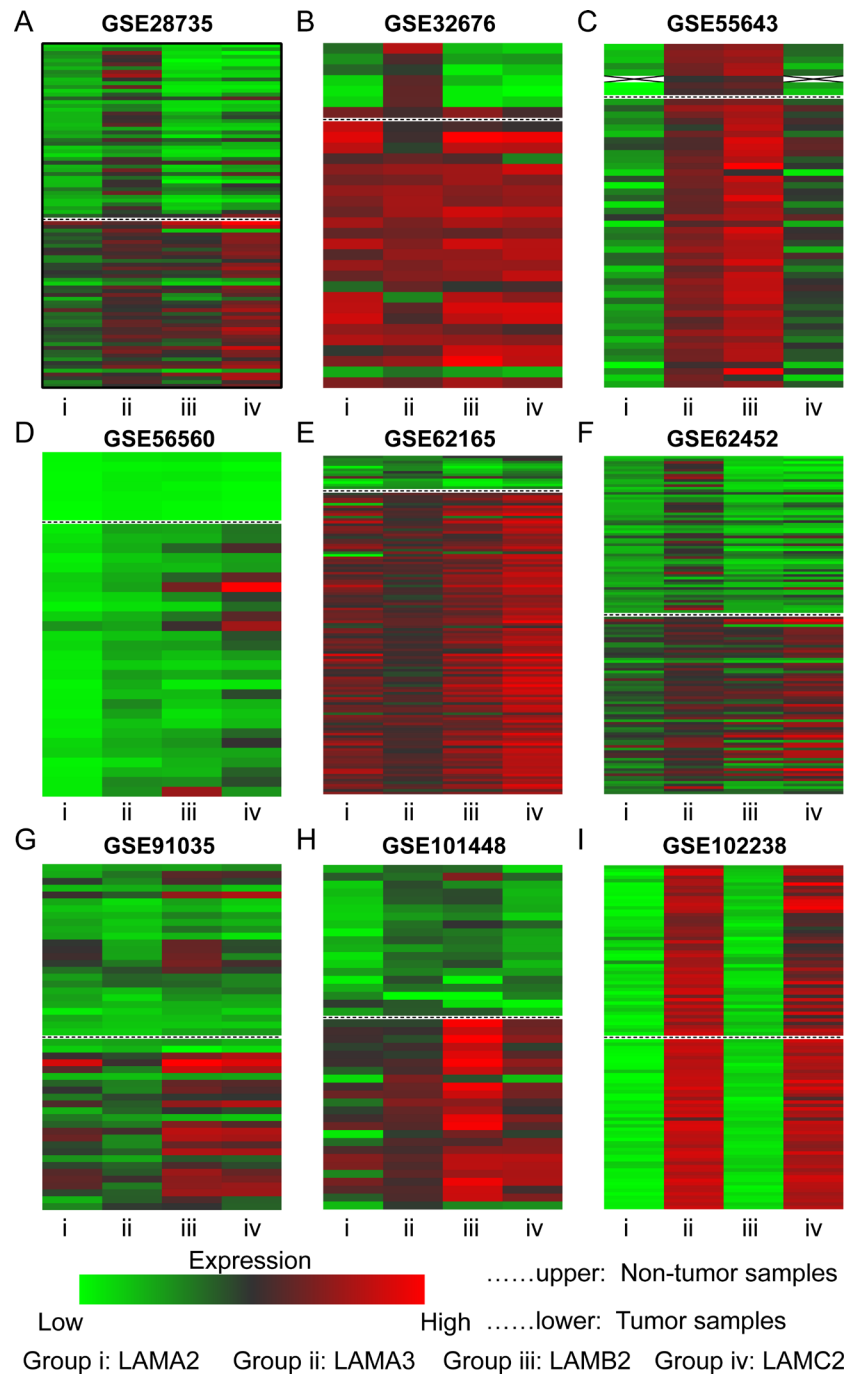 A GSE28735 B GSE32676 C GSE55643
i ii iii iv i ii iii iv i ii iii iv
D GSE56560 E GSE62165 F GSE62452
i ii iii iv i ii iii iv i ii iii iv
G GSE91035 H GSE101448 I GSE102238
i ii iii iv i ii iii iv i ii iii iv
Expression ......upper: Non-tumor samples
Low High ......lower: Tumor samples
Group i: LAMA2 Group ii: LAMA3 Group iii: LAMB2 Group iv: LAMC2